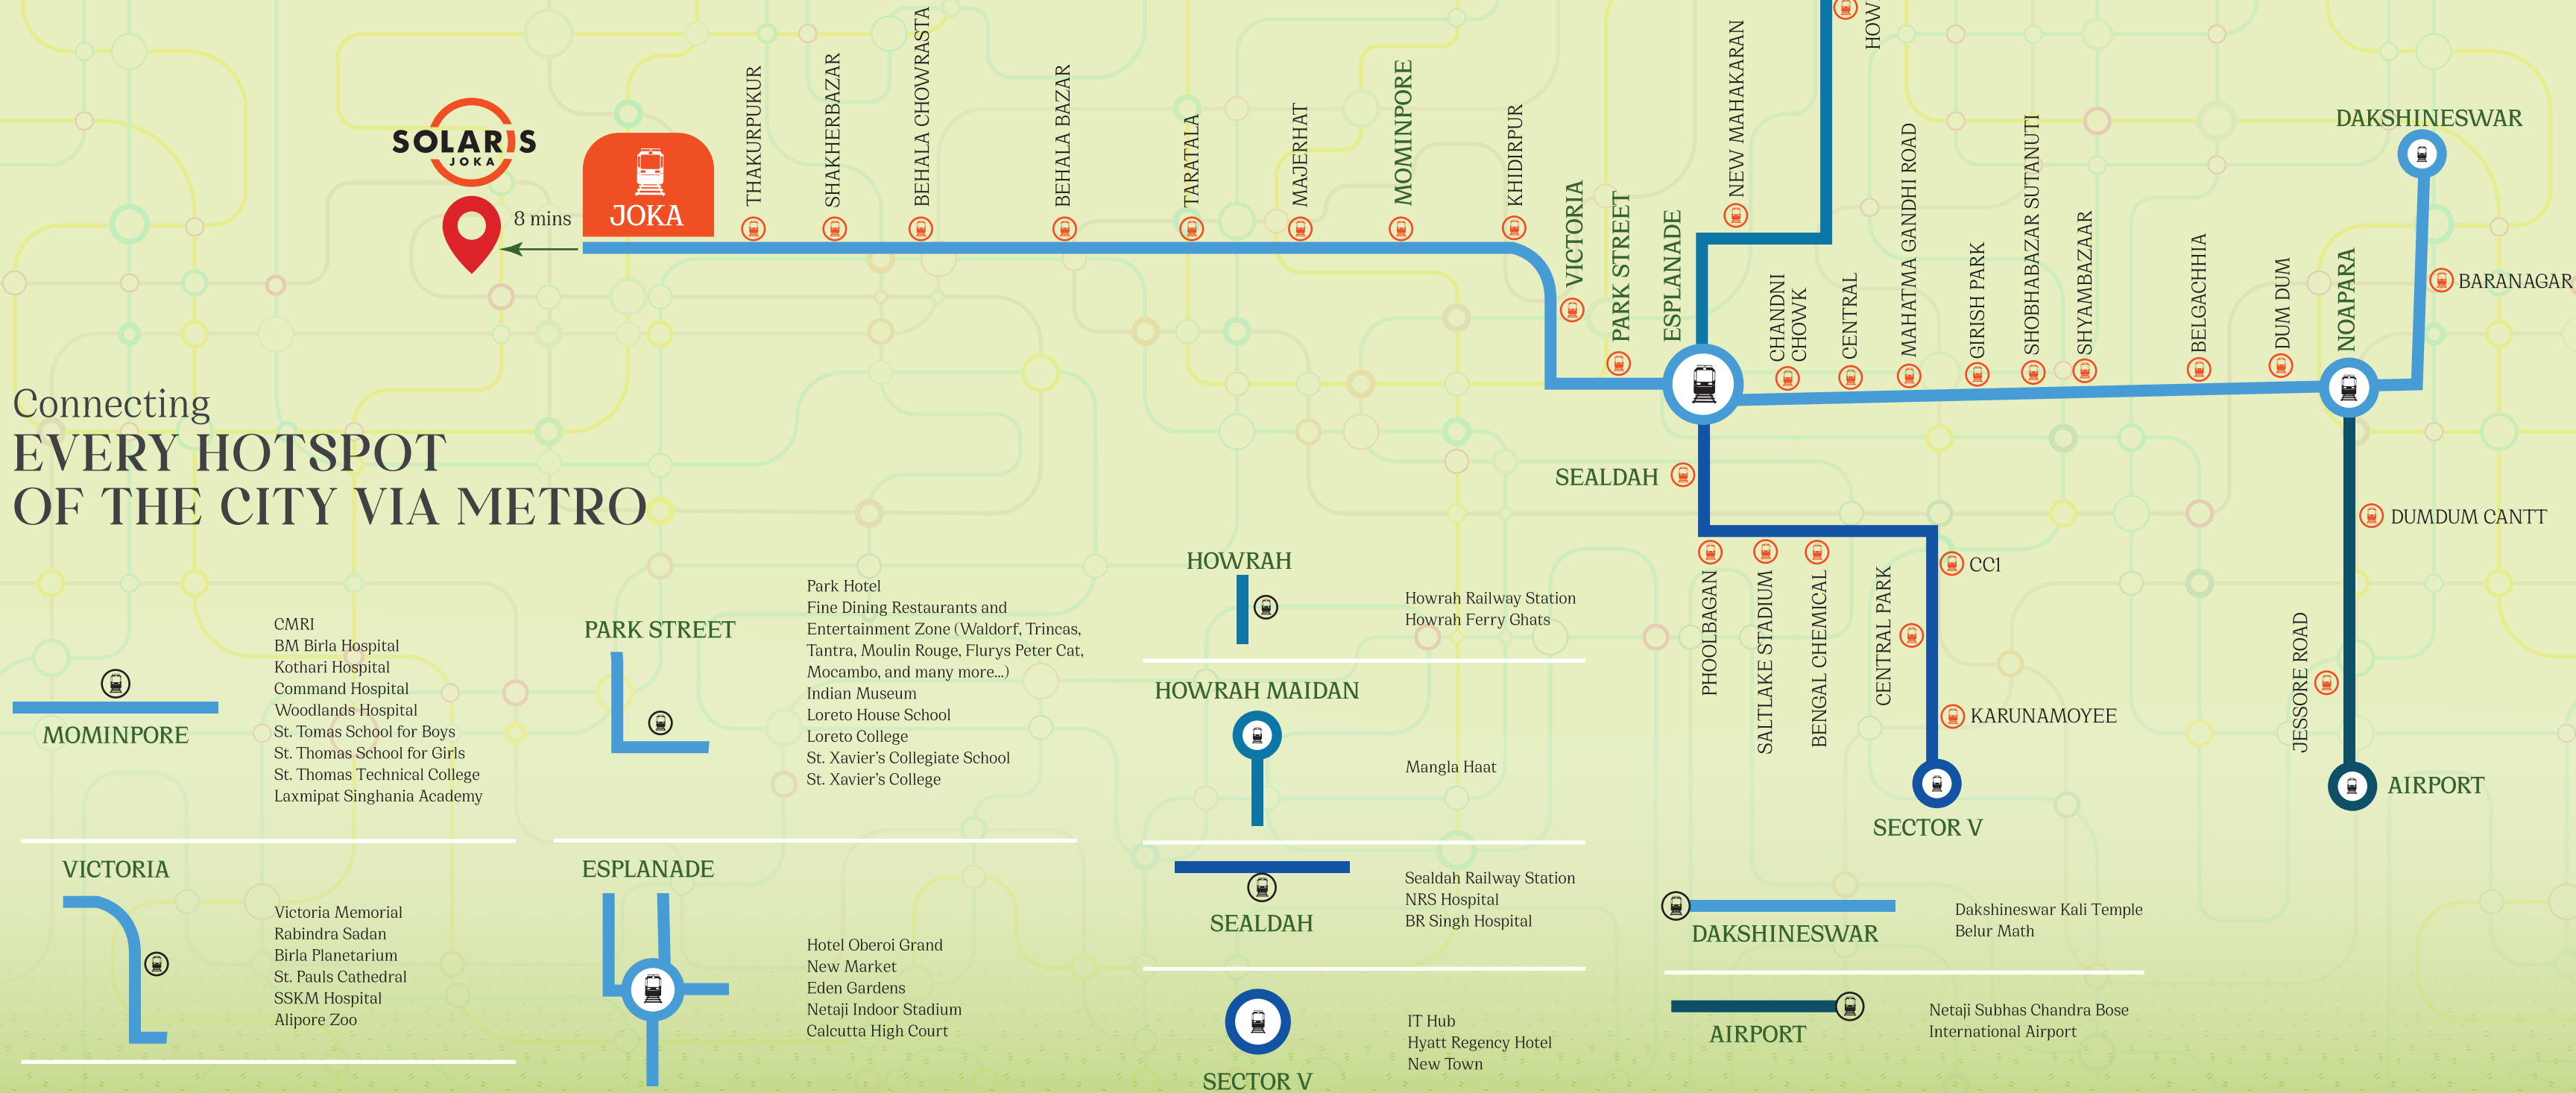 SOLARIS
JOKA
8 mins
JOKA
THAKURPUKUR
SHAKHERBAZAR
BEHALA CHOWRASTA
BEHALA BAZAR
TARATALA
MAJERHAT
MOMINPORE
KHIDIRPUR
VICTORIA
PARK STREET
ESPLANADE
NEW MAHAKARAN
HOW
CHANDNI
CHOWK
CENTRAL
MAHATMA GANDHI ROAD
GIRISH PARK
SHOBHABAZAR SUTANUTI
SHYAMBAZAAR
BELGACHHIA
DUM DUM
NOAPARA
DAKSHINESWAR
BARANAGAR
Connecting
EVERY HOTSPOT
OF THE CITY VIA METRO
SEALDAH
PHOOLBAGAN
SALTLAKE STADIUM
BENGAL CHEMICAL
CENTRAL PARK
CC1
KARUNAMOYEE
SECTOR V
DUMDUM CANTT
JESSORE ROAD
AIRPORT
MOMINPORE
CMRI
BM Birla Hospital
Kothari Hospital
Command Hospital
Woodlands Hospital
St. Tomas School for Boys
St. Thomas School for Girls
St. Thomas Technical College
Laxmipat Singhania Academy
VICTORIA
Victoria Memorial
Rabindra Sadan
Birla Planetarium
St. Pauls Cathedral
SSKM Hospital
Alipore Zoo
PARK STREET
Park Hotel
Fine Dining Restaurants and
Entertainment Zone (Waldorf, Trincas,
Tantra, Moulin Rouge, Flurys Peter Cat,
Mocambo, and many more...)
Indian Museum
Loreto House School
Loreto College
St. Xavier's Collegiate School
St. Xavier's College
ESPLANADE
Hotel Oberoi Grand
New Market
Eden Gardens
Netaji Indoor Stadium
Calcutta High Court
HOWRAH
Howrah Railway Station
Howrah Ferry Ghats
HOWRAH MAIDAN
Mangla Haat
SEALDAH
Sealdah Railway Station
NRS Hospital
BR Singh Hospital
SECTOR V
IT Hub
Hyatt Regency Hotel
New Town
DAKSHINESWAR
Dakshineswar Kali Temple
Belur Math
AIRPORT
Netaji Subhas Chandra Bose
International Airport